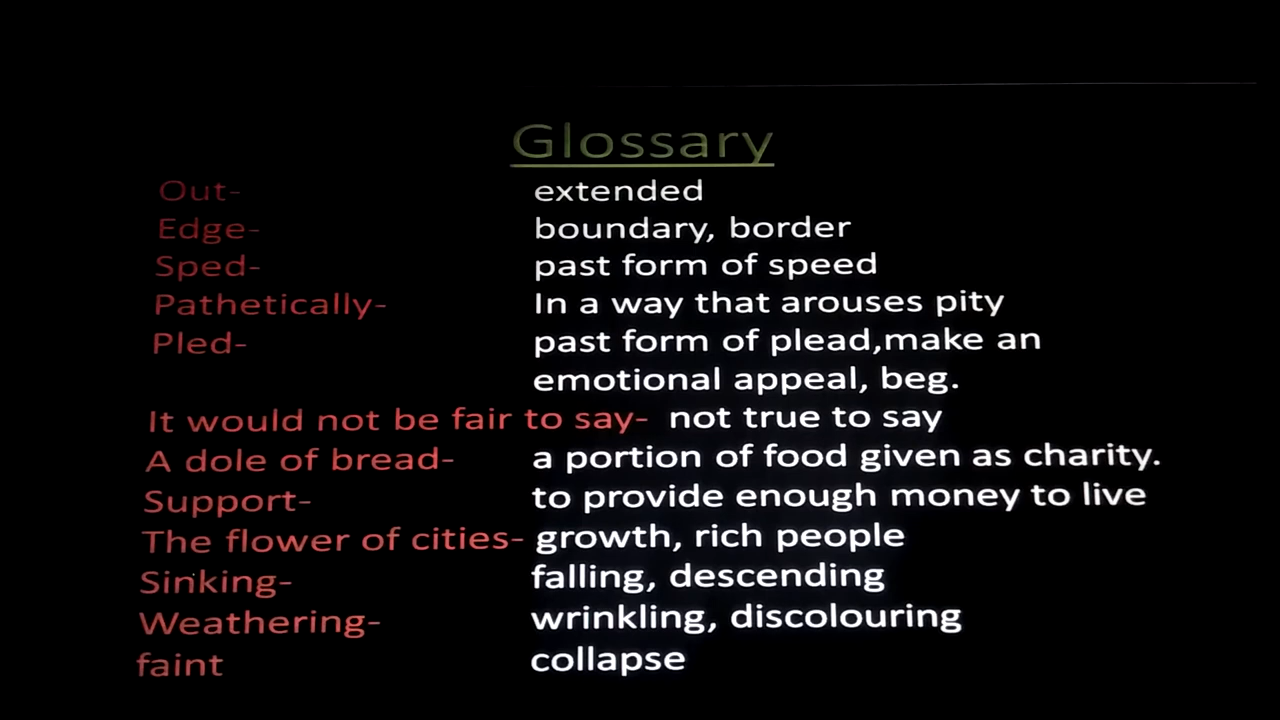 Glossary
Out- extended
Edge- boundary, border
Sped- past form of speed
Pathetically- In a way that arouses pity
Pled- past form of plead,make an
emotional appeal, beg.
It would not be fair to say- not true to say
A dole of bread- a portion of food given as charity.
Support- to provide enough money to live
The flower of cities- growth, rich people
Sinking- falling, descending
Weathering- wrinkling, discolouring
faint collapse